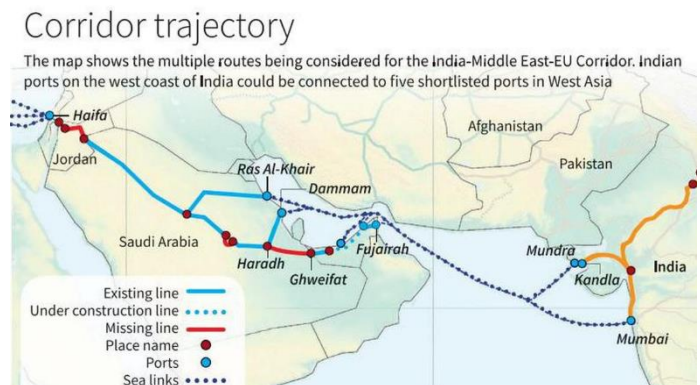 Corridor trajectory
The map shows the multiple routes being considered for the India-Middle East-EU Corridor. Indian
ports on the west coast of India could be connected to five shortlisted ports in West Asia
Haifa
Jordan
Afghanistan
Pakistan
Ras Al-Khair
Dammam
Saudi Arabia
Haradh
Fujairah
Ghweifat
Mundra
Kandla
India
Mumbai
Existing line
Under construction line
Missing line
Place name
Ports
Sea links